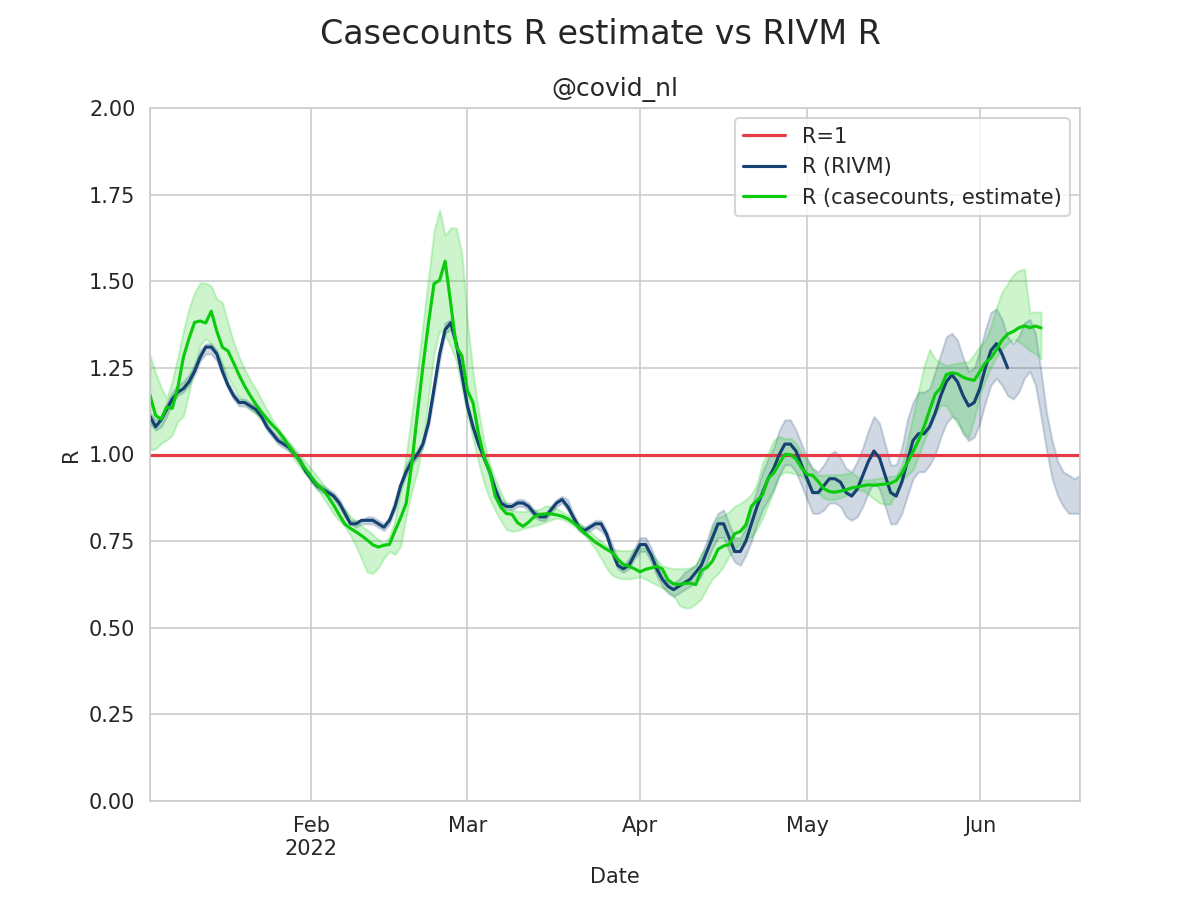 Casecounts R estimate vs RIVM R
@covid_nl
R=1
R (RIVM)
R (casecounts, estimate)
2.00
1.75
1.50
1.25
1.00
0.75
0.50
0.25
0.00
R
Feb
2022
Mar
Apr
May
Jun
Date